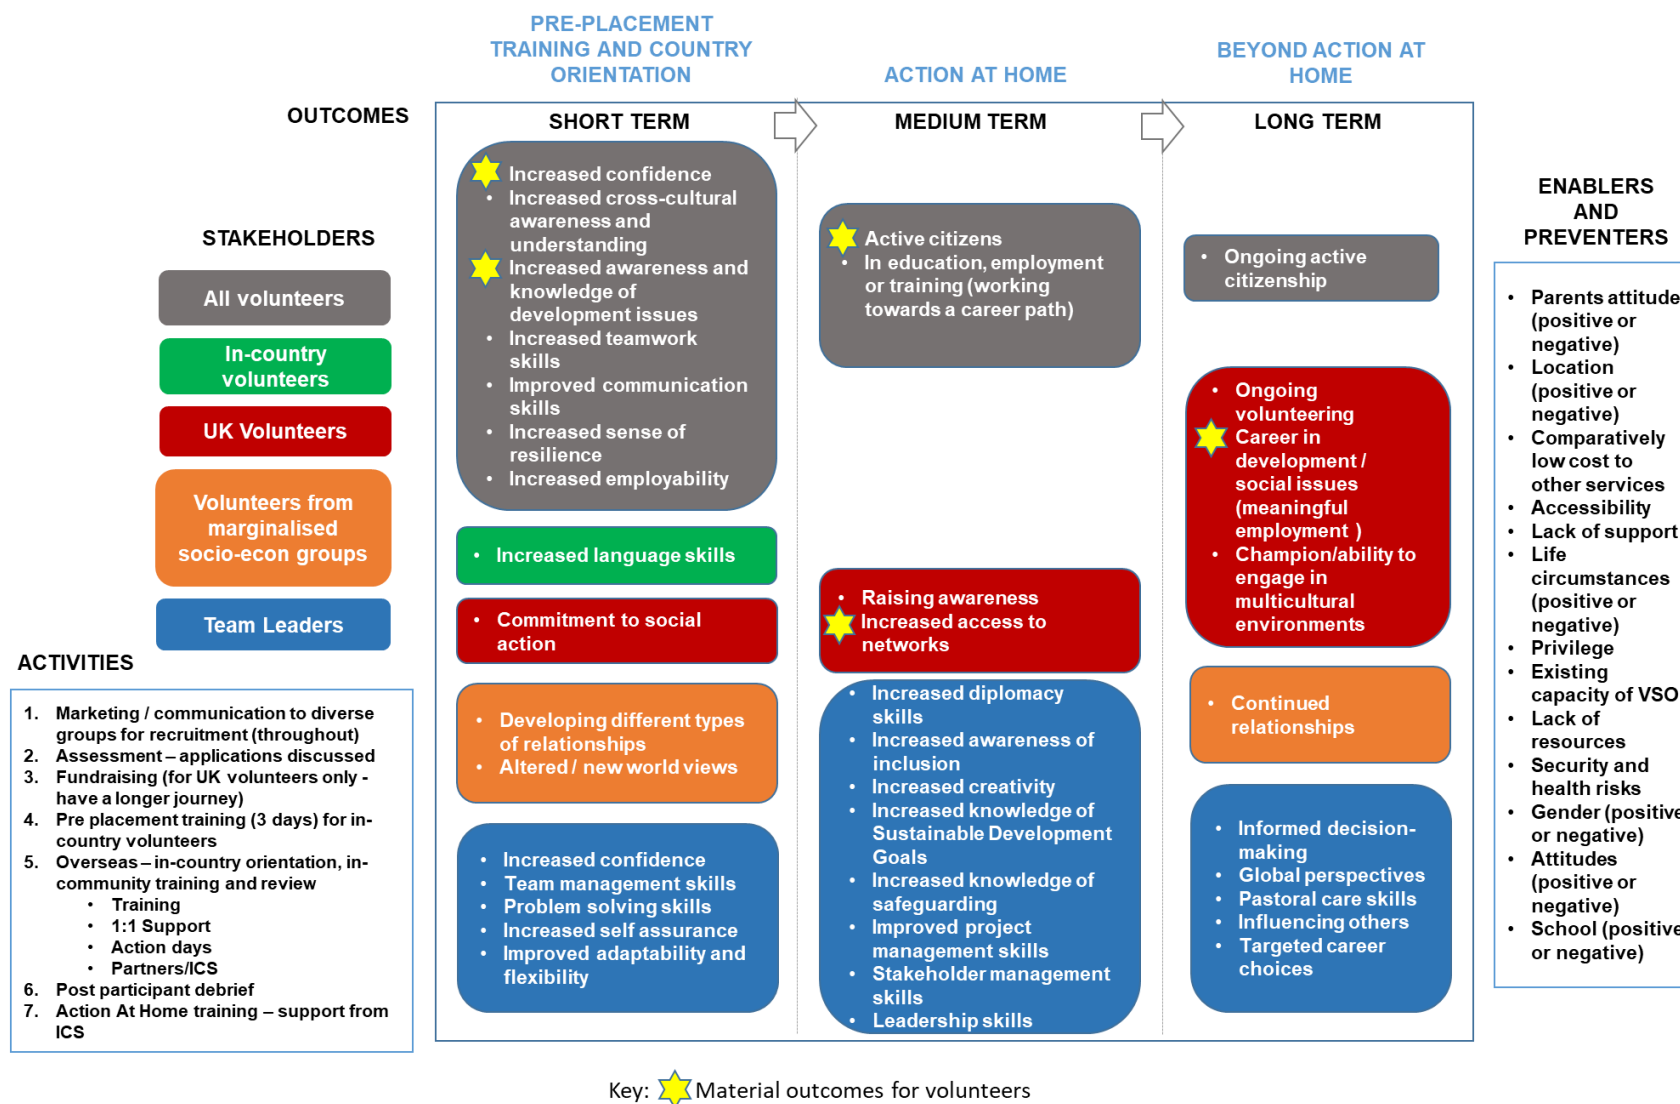 PRE-PLACEMENT
TRAINING AND COUNTRY
ORIENTATION
ACTION AT HOME
BEYOND ACTION AT
HOME
OUTCOMES
SHORT TERM
MEDIUM TERM
LONG TERM
STAKEHOLDERS
All volunteers
In-country
volunteers
UK Volunteers
Volunteers from
marginalised
socio-econ groups
Team Leaders
ACTIVITIES
1. Marketing / communication to diverse
groups for recruitment (throughout)
2. Assessment – applications discussed
3. Fundraising (for UK volunteers only -
have a longer journey)
4. Pre placement training (3 days) for in-
country volunteers
5. Overseas – in-country orientation, in-
community training and review
• Training
• 1:1 Support
• Action days
• Partners/ICS
6. Post participant debrief
7. Action At Home training – support from
ICS
Increased confidence
• Increased cross-cultural
awareness and
understanding
Increased awareness and
knowledge of
development issues
• Increased teamwork
skills
• Improved communication
skills
• Increased sense of
resilience
• Increased employability
• Increased language skills
• Commitment to social
action
• Developing different types
of relationships
• Altered / new world views
• Increased confidence
• Team management skills
• Problem solving skills
• Increased self assurance
• Improved adaptability and
flexibility
Active citizens
• In education, employment
or training (working
towards a career path)
• Raising awareness
Increased access to
networks
• Increased diplomacy
skills
• Increased awareness of
inclusion
• Increased creativity
• Increased knowledge of
Sustainable Development
Goals
• Increased knowledge of
safeguarding
• Improved project
management skills
• Stakeholder management
skills
• Leadership skills
• Ongoing active
citizenship
• Ongoing
volunteering
Career in
development /
social issues
(meaningful
employment )
• Champion/ability to
engage in
multicultural
environments
• Continued
relationships
• Informed decision-
making
• Global perspectives
• Pastoral care skills
• Influencing others
• Targeted career
choices
ENABLERS
AND
PREVENTERS
• Parents attitude
(positive or
negative)
• Location
(positive or
negative)
• Comparatively
low cost to
other services
• Accessibility
• Lack of support
• Life
circumstances
(positive or
negative)
• Privilege
• Existing
capacity of VSO
• Lack of
resources
• Security and
health risks
• Gender (positive
or negative)
• Attitudes
(positive or
negative)
• School (positive
or negative)
Key: Material outcomes for volunteers